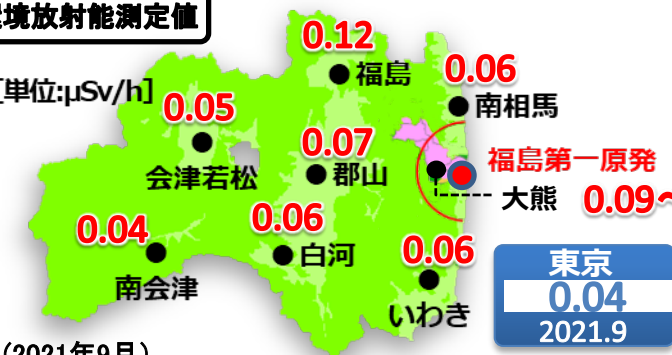 境放射能測定値
[単位:μSv/h]
0.12
福島
0.06
南相馬
0.05
会津若松
0.07
郡山
福島第一原発
大熊 0.09~
0.04
南会津
0.06
白河
0.06
いわき
東京
0.04
2021.9
(2021年9月)